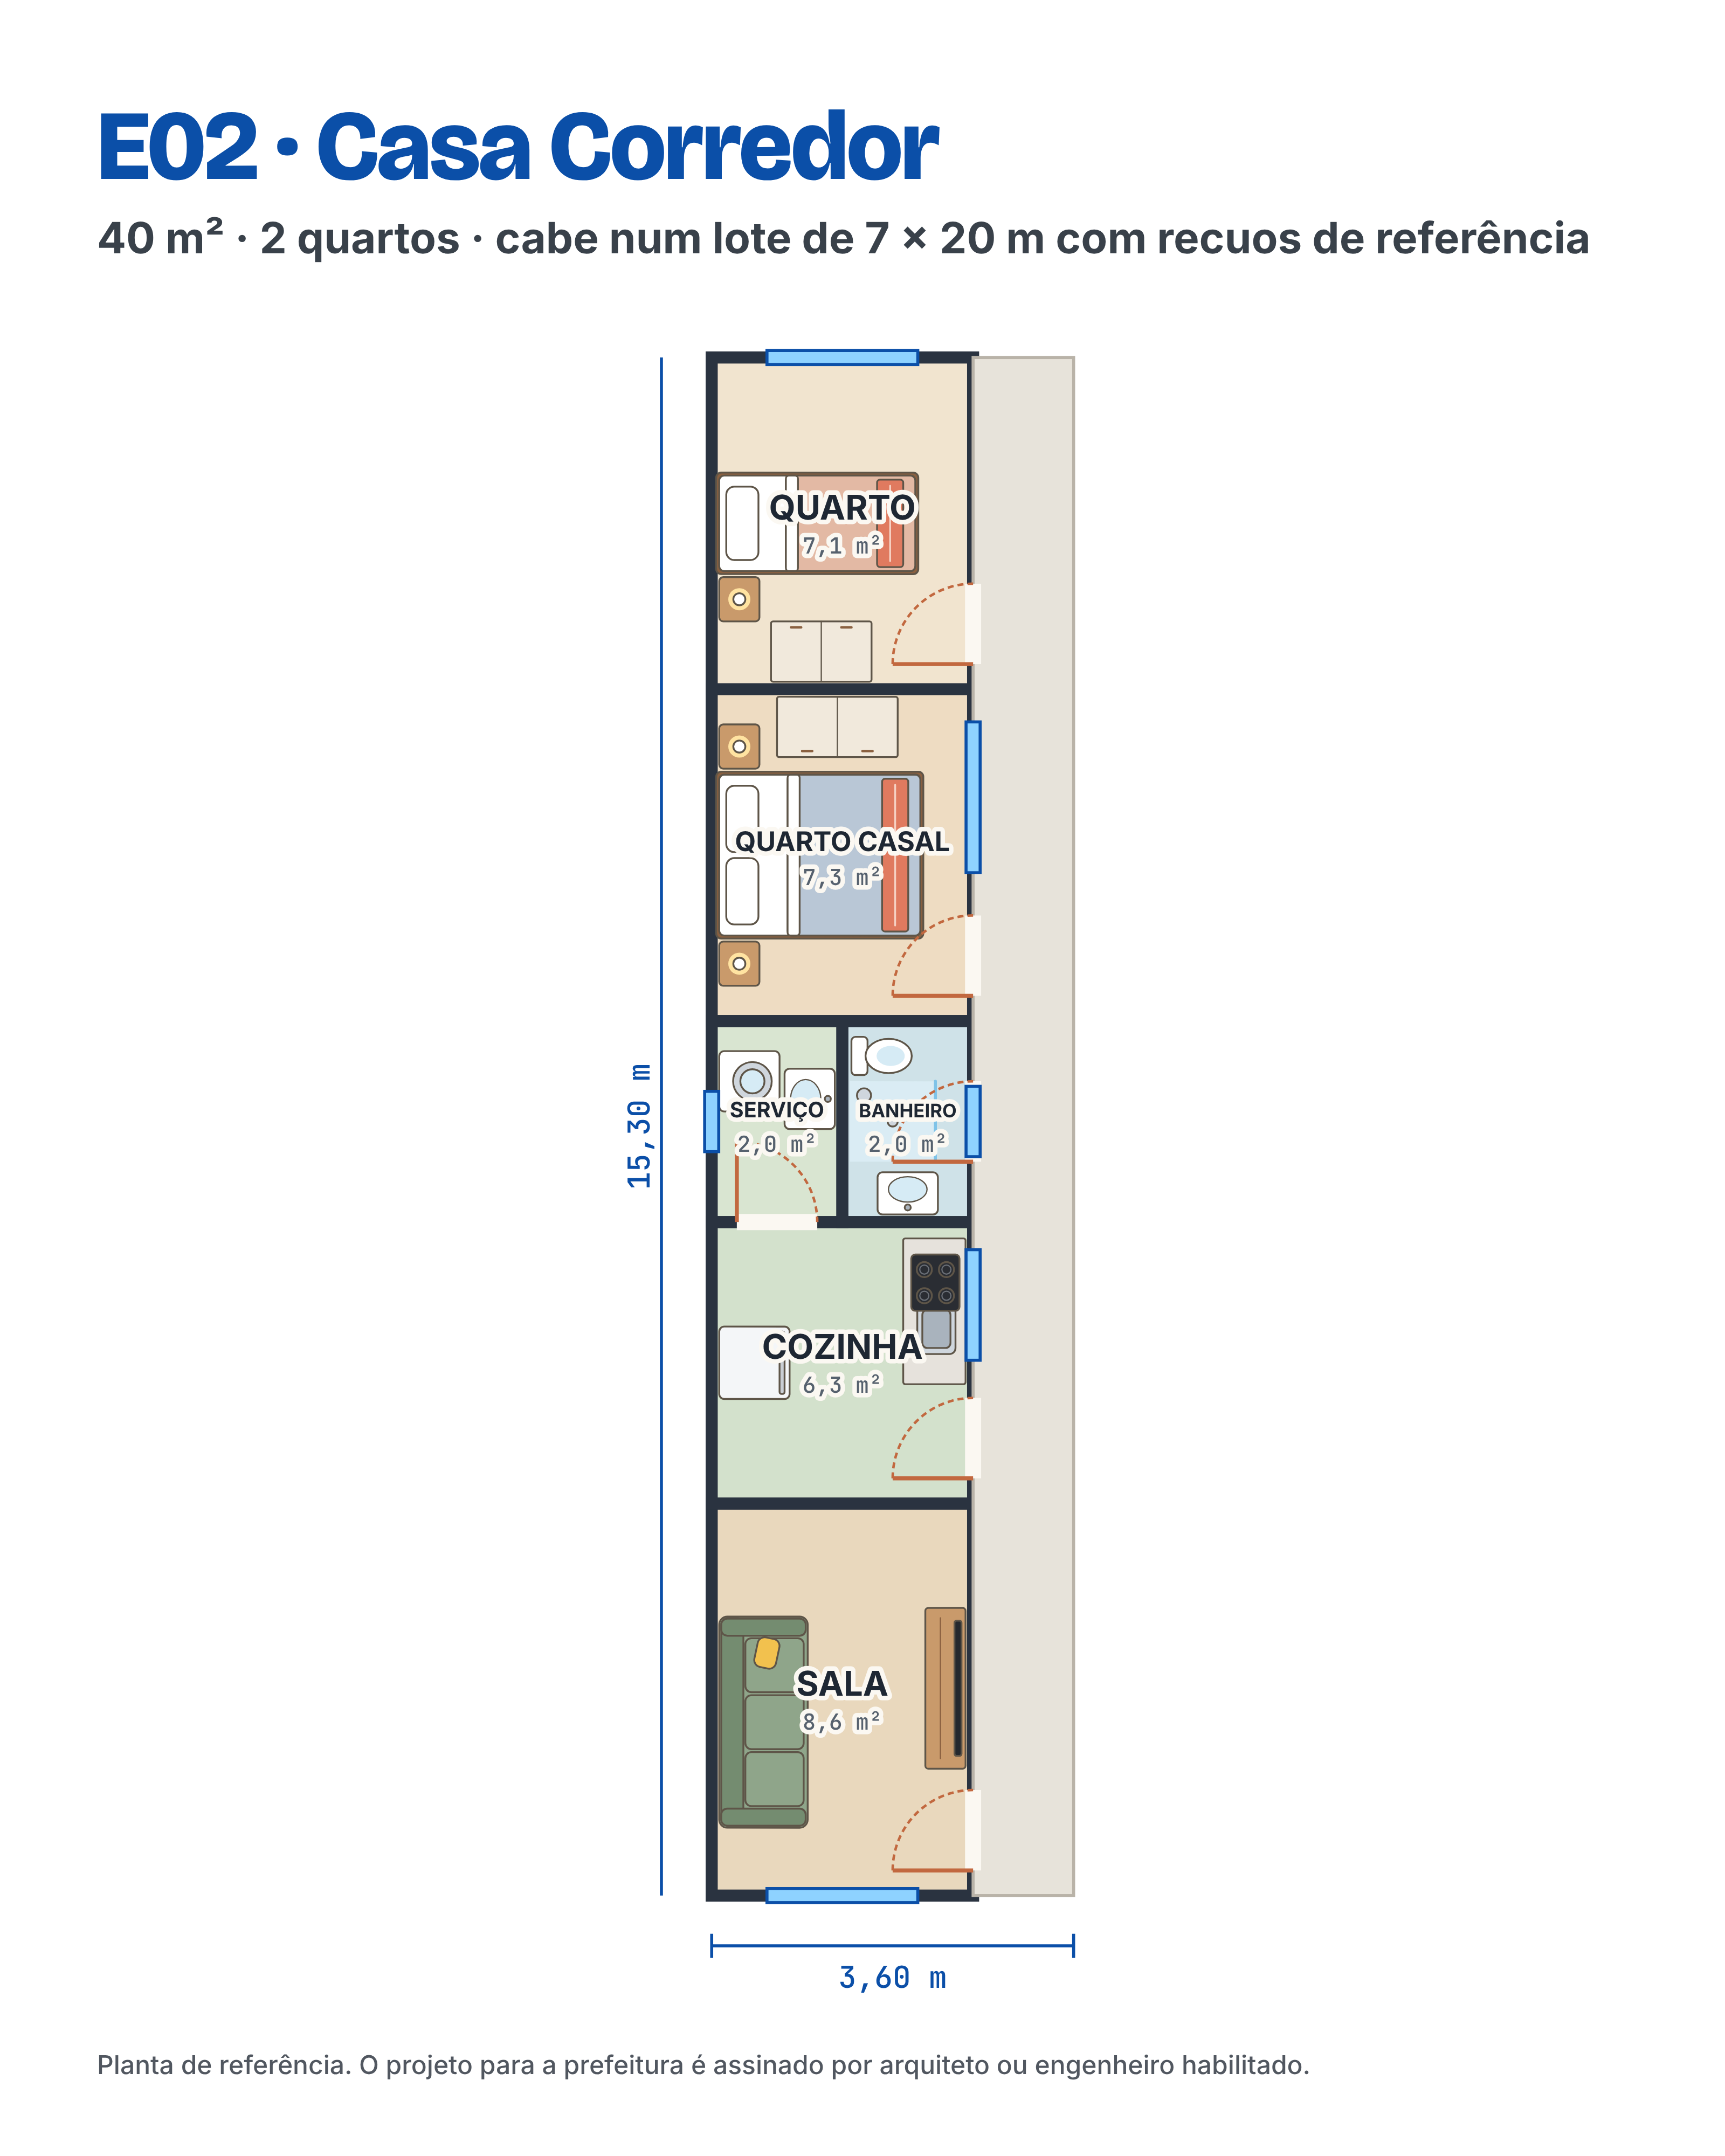 E02 · Casa Corredor
40 m² · 2 quartos · cabe num lote de 7 × 20 m com recuos de referência
QUARTO
7,1 m²
QUARTO CASAL
7,3 m²
15,30 m
SERVIÇO
2,0 m²
BANHEIRO
2,0 m²
COZINHA
6,3 m²
SALA
8,6 m²
3,60 m
Planta de referência. O projeto para a prefeitura é assinado por arquiteto ou engenheiro habilitado.